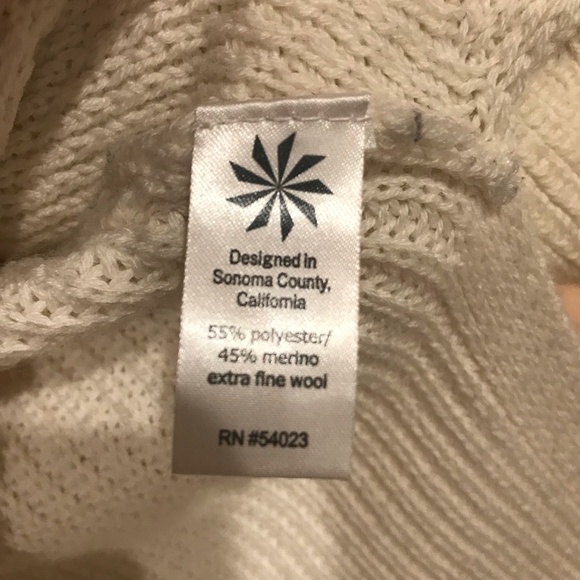 Designed in
Sonoma County,
California
55% polyester/
45% merino
extra fine wool
RN #54023